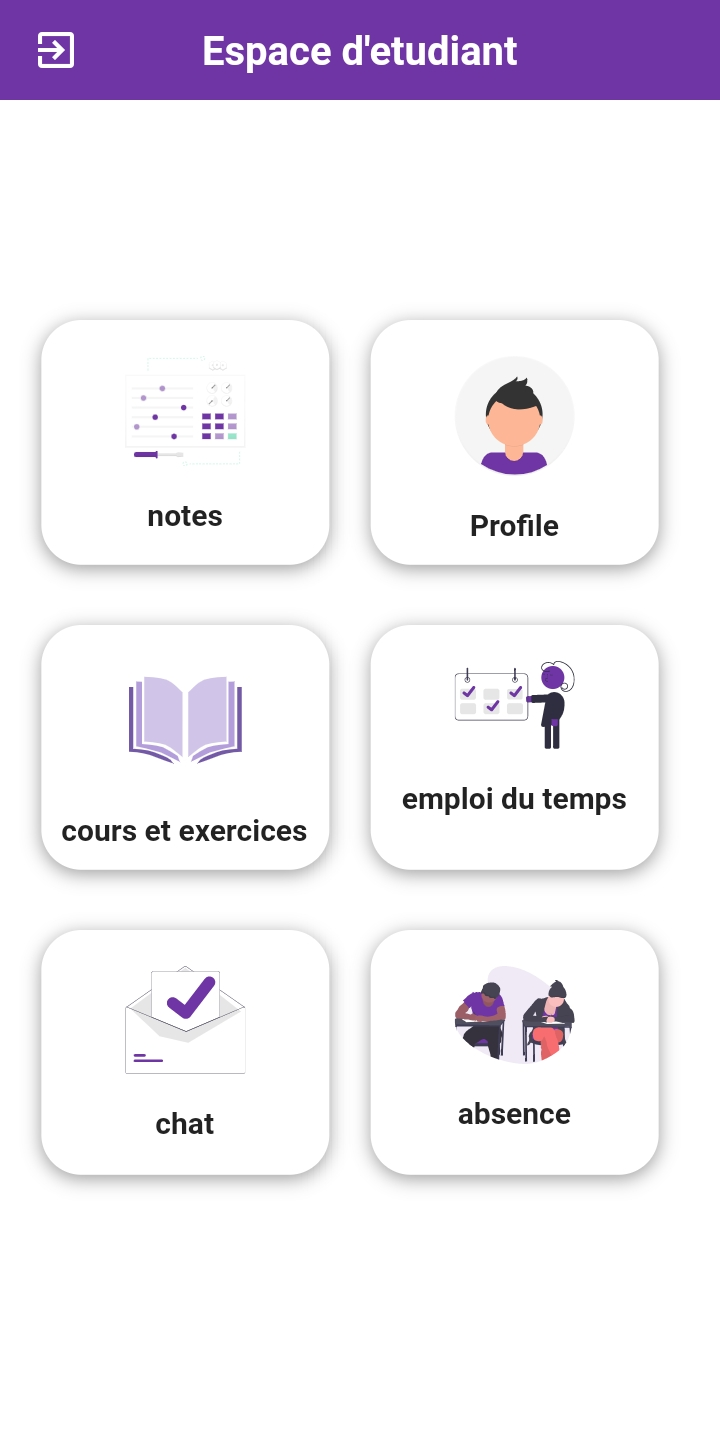 Espace d'etudiant
notes
Profile
cours et exercices
emploi du temps
chat
absence